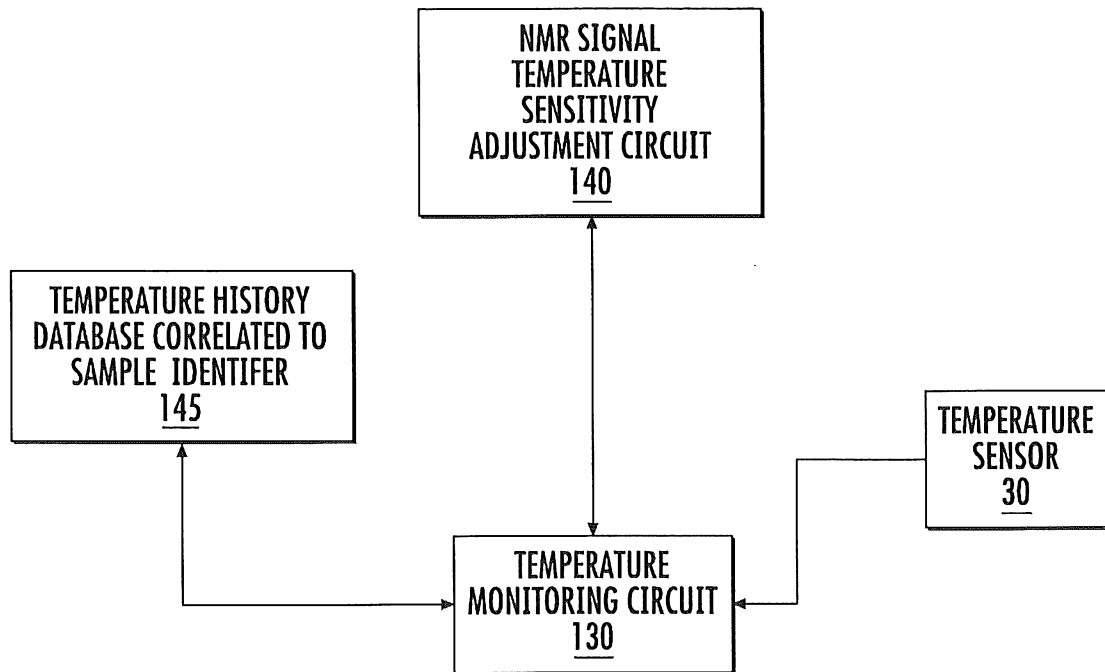 NMR SIGNAL
TEMPERATURE
SENSITIVITY
ADJUSTMENT CIRCUIT
140
TEMPERATURE HISTORY
DATABASE CORRELATED TO
SAMPLE IDENTIFER
145
TEMPERATURE
SENSOR
30
TEMPERATURE
MONITORING CIRCUIT
130